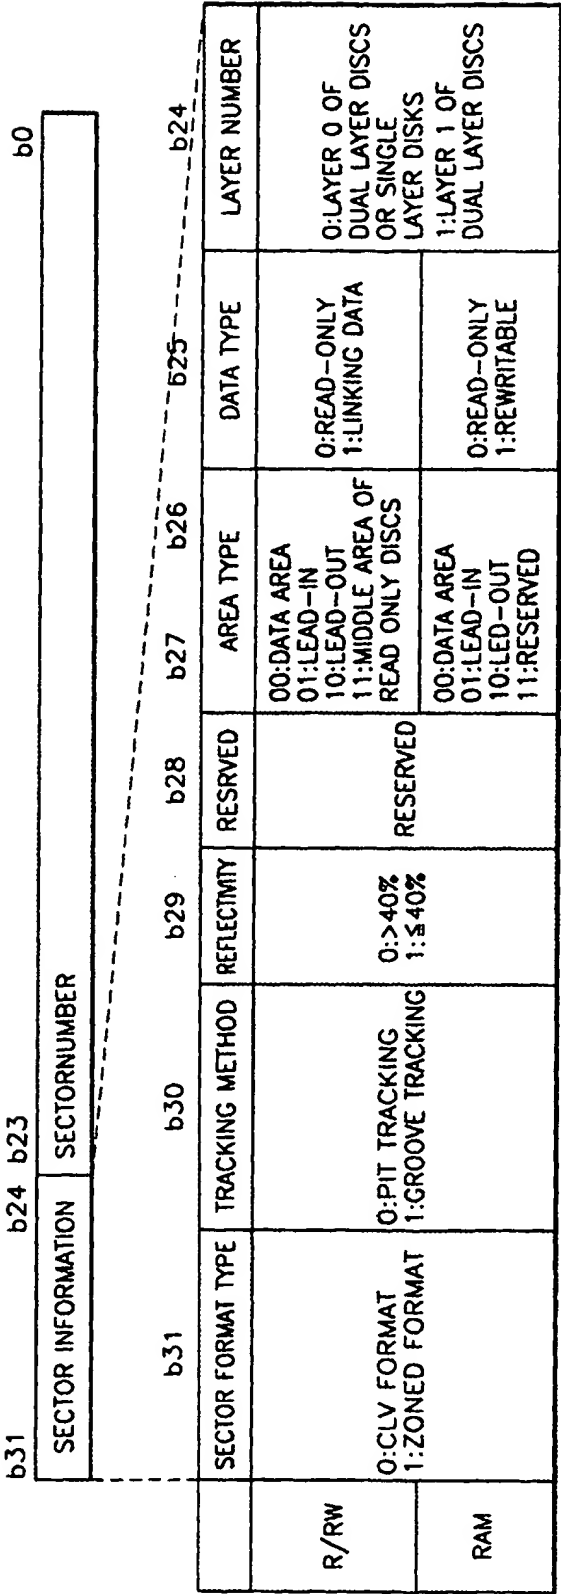 b31 b24 b23 b0
SECTOR INFORMATION SECTORNUMBER
b31 b30 b29 b28 b27 b26 b25 b24
SECTOR FORMAT TYPE TRACKING METHOD REFLECTIVITY RESRVED AREA TYPE DATA TYPE LAYER NUMBER
R/RW
RAM
0:CLV FORMAT
1:ZONED FORMAT
0:PIT TRACKING
1:GROOVE TRACKING
0:>40%
1:≦40%
RESERVED
00:DATA AREA
01:LEAD-IN
10:LEAD-OUT
11:MIDDLE AREA OF
READ ONLY DISCS
00:DATA AREA
01:LEAD-IN
10:LED-OUT
11:RESERVED
0:READ-ONLY
1:LINKING DATA
0:READ-ONLY
1:REWRITABLE
0:LAYER 0 OF
DUAL LAYER DISCS
OR SINGLE
LAYER DISKS
1:LAYER 1 OF
DUAL LAYER DISCS